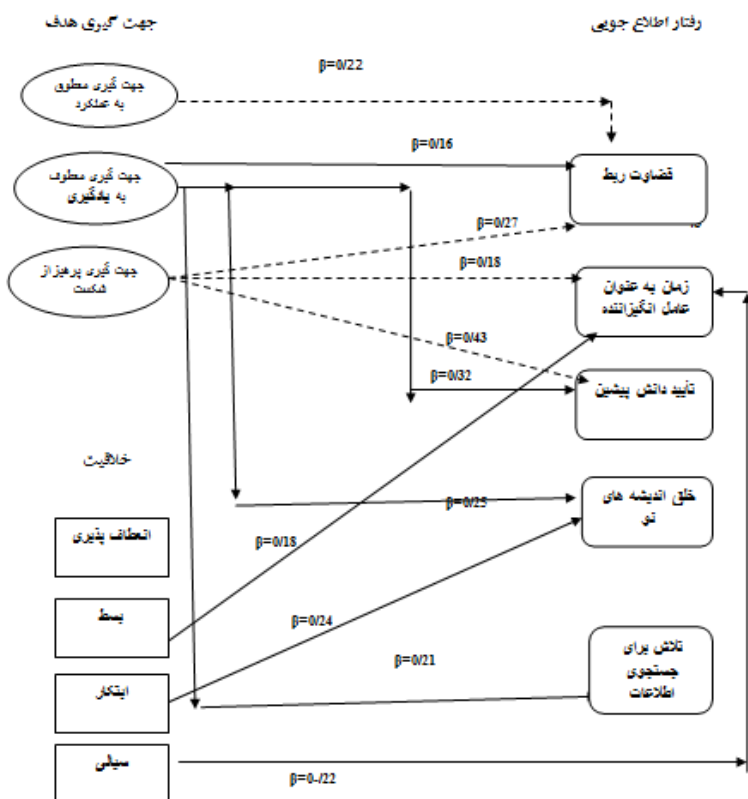 رفتار اطلاع جویی
جهت گیری هدف
β=0/22
جهت گیری معطوق
به عملکرد
β=0/16
قضاوت ربط
جهت گیری معطوف
به یادگیری
β=0/27
β=0/18
جهت گیری پرهیز از
شکست
زمان به عنوان
عامل انگیزاننده
β=0/43
β=0/32
تأیید دانش پیشین
خلاقیت
خلق اندیشه های
نو
β=0/25
انعطاف پذیری
β=0/18
بسط
β=0/24
تلاش برای
جستجوی
اطلاعات
β=0/21
ابتکار
سیالی
β=0-/22